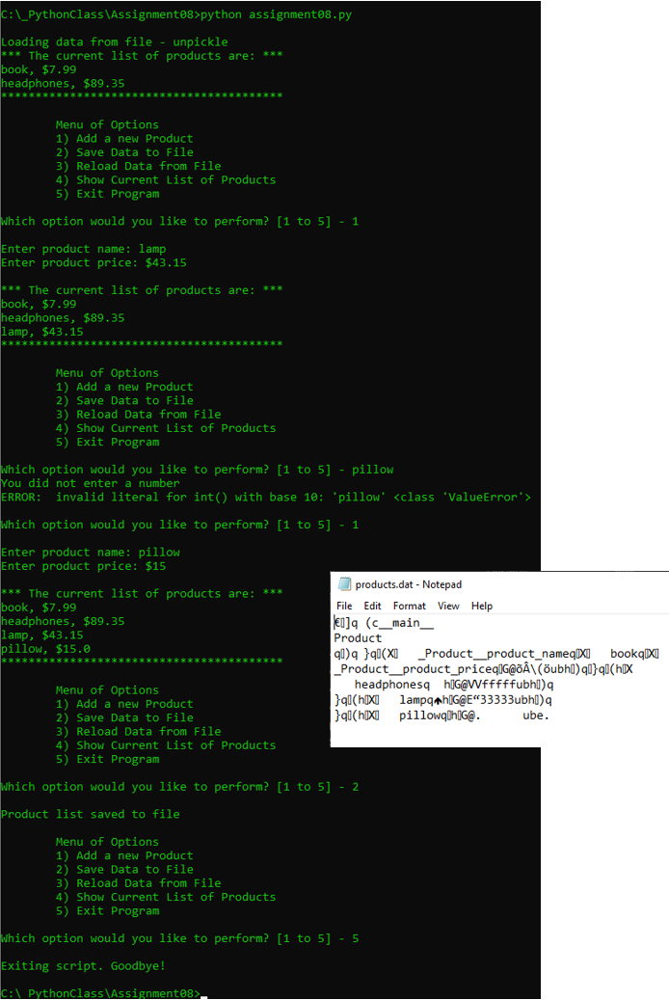 C:\_PythonClass\Assignment08>python assignment08.py
Loading data from file - unpickle
*** The current list of products are: ***
book, $7.99
headphones, $89.35
*****************************************
Menu of Options
1) Add a new Product
2) Save Data to File
3) Reload Data from File
4) Show Current List of Products
5) Exit Program
Which option would you like to perform? [1 to 5] - 1
Enter product name: lamp
Enter product price: $43.15
*** The current list of products are: ***
book, $7.99
headphones, $89.35
lamp, $43.15
*****************************************
Menu of Options
1) Add a new Product
2) Save Data to File
3) Reload Data from File
4) Show Current List of Products
5) Exit Program
Which option would you like to perform? [1 to 5] - pillow
You did not enter a number
ERROR:  invalid literal for int() with base 10: 'pillow' <class 'ValueError'>
Which option would you like to perform? [1 to 5] - 1
Enter product name: pillow
Enter product price: $15
*** The current list of products are: ***
book, $7.99
headphones, $89.35
lamp, $43.15
pillow, $15.0
*****************************************
Menu of Options
1) Add a new Product
2) Save Data to File
3) Reload Data from File
4) Show Current List of Products
5) Exit Program
Which option would you like to perform? [1 to 5] - 2
Product list saved to file
Menu of Options
1) Add a new Product
2) Save Data to File
3) Reload Data from File
4) Show Current List of Products
5) Exit Program
Which option would you like to perform? [1 to 5] - 5
Exiting script. Goodbye!
C:\_PythonClass\Assignment08>
products.dat - Notepad
File Edit Format View Help
€▯]q (c__main__
Product
q▯)q }q▯(X▯   _Product__product_nameq▯X▯   bookq▯X▯
_Product__product_priceq▯G@õÂ\(öubh▯)q▯}q▯(h▯X
headphonesq  h▯G@VVfffffubh▯)q
}q▯(h▯X▯   lampq♠h▯G@E“33333ubh▯)q
}q▯(h▯X▯   pillowq▯h▯G@.      ube.